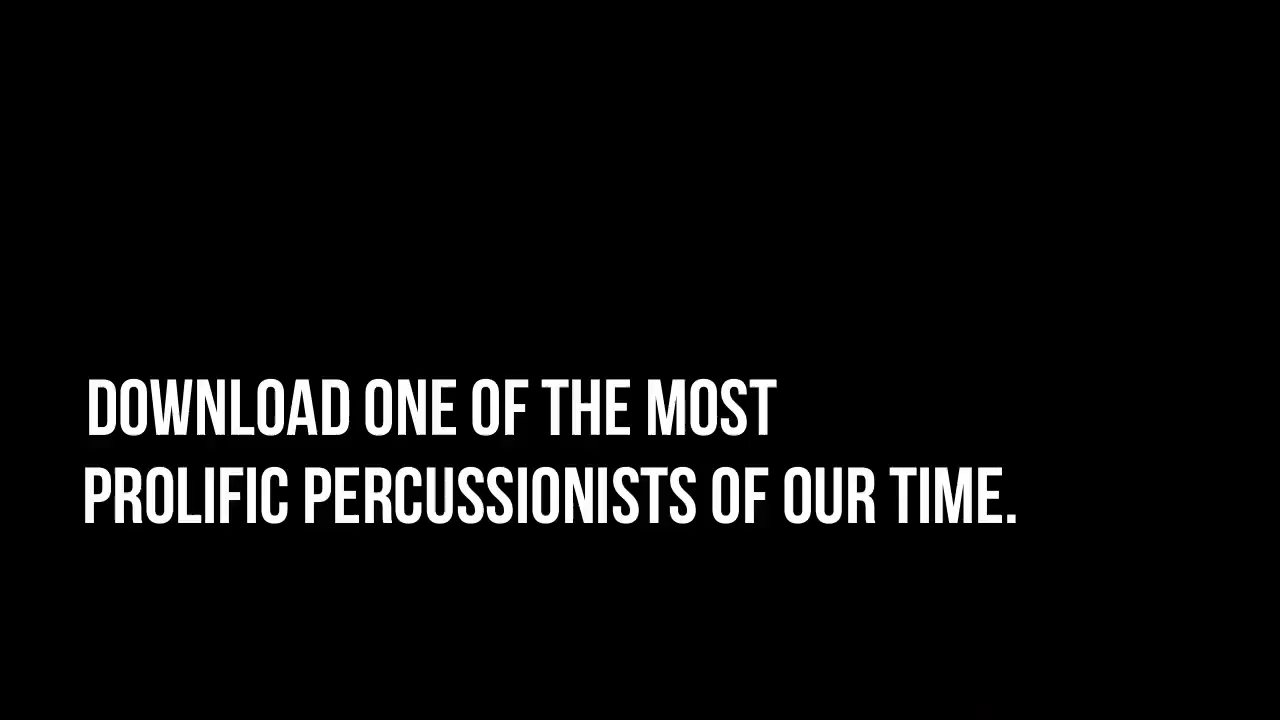 DOWNLOAD ONE OF THE MOST
PROLIFIC PERCUSSIONISTS OF OUR TIME.